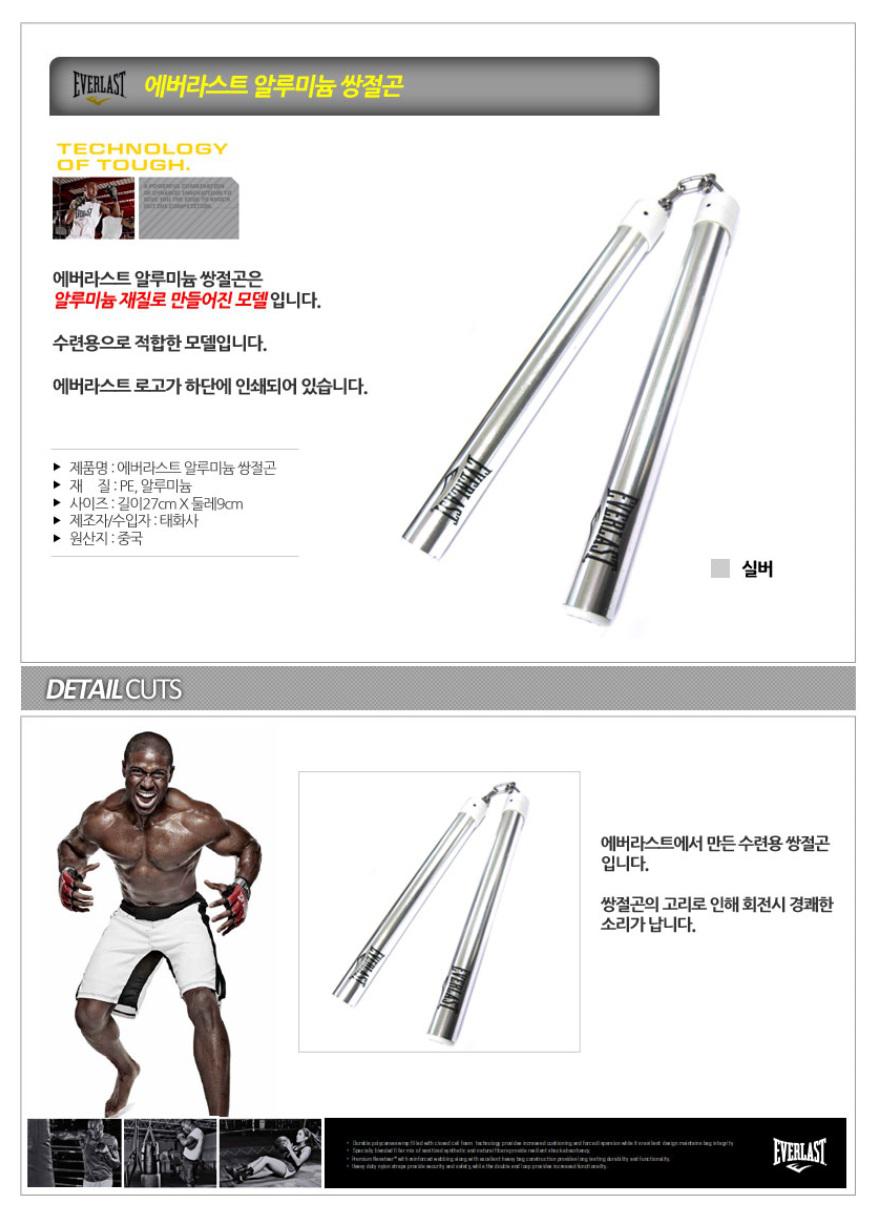 EVERLAST
에버라스트 알루미늄 쌍절곤
TECHNOLOGY
OF TOUGH.
A POWERFUL COMBINATION
에버라스트 알루미늄 쌍절곤은
알루미늄 재질로 만들어진 모델입니다.
수련용으로 적합한 모델입니다.
에버라스트 로고가 하단에 인쇄되어 있습니다.
▶ 제품명 : 에버라스트 알루미늄 쌍절곤
▶ 재 질 : PE, 알루미늄
▶ 사이즈 : 길이27cm X 둘레9cm
▶ 제조자/수입자 : 태화사
▶ 원산지 : 중국
EVERLAST
EVERLAST
실버
DETAIL CUTS
EVERLAST
EVERLAST
에버라스트에서 만든 수련용 쌍절곤
입니다.
쌍절곤의 고리로 인해 회전시 경쾌한
소리가 납니다.
EVERLAST